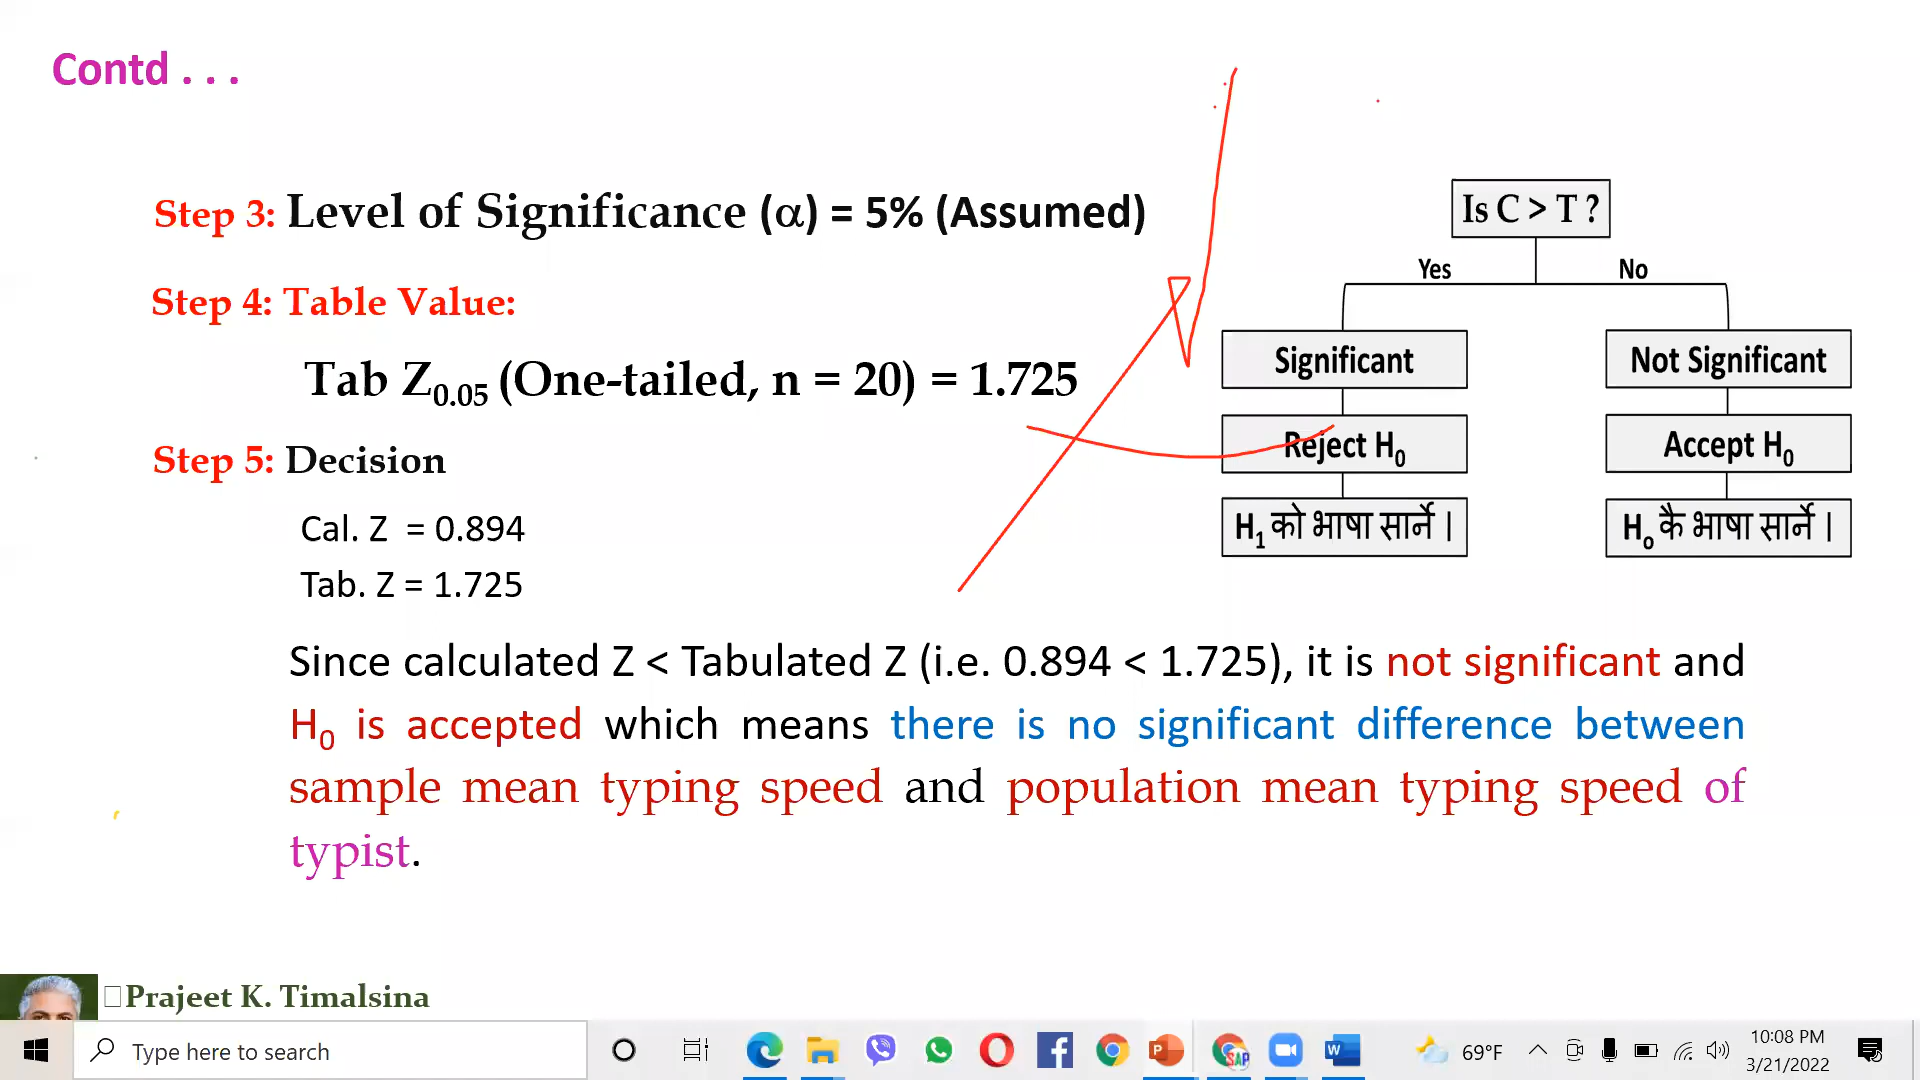 Contd . . .
Step 3: Level of Significance (α) = 5% (Assumed)
Step 4: Table Value:
Tab Z0.05 (One-tailed, n = 20) = 1.725
Step 5: Decision
Cal. Z = 0.894
Tab. Z = 1.725
Is C > T ?
Yes No
Significant Not Significant
Reject H0 Accept H0
H1 को भाषा सार्ने | Ho कै भाषा सार्ने |
Since calculated Z < Tabulated Z (i.e. 0.894 < 1.725), it is not significant and
H0 is accepted which means there is no significant difference between
sample mean typing speed and population mean typing speed of
typist.
Prajeet K. Timalsina
Type here to search
SAP
69°F
10:08 PM
3/21/2022